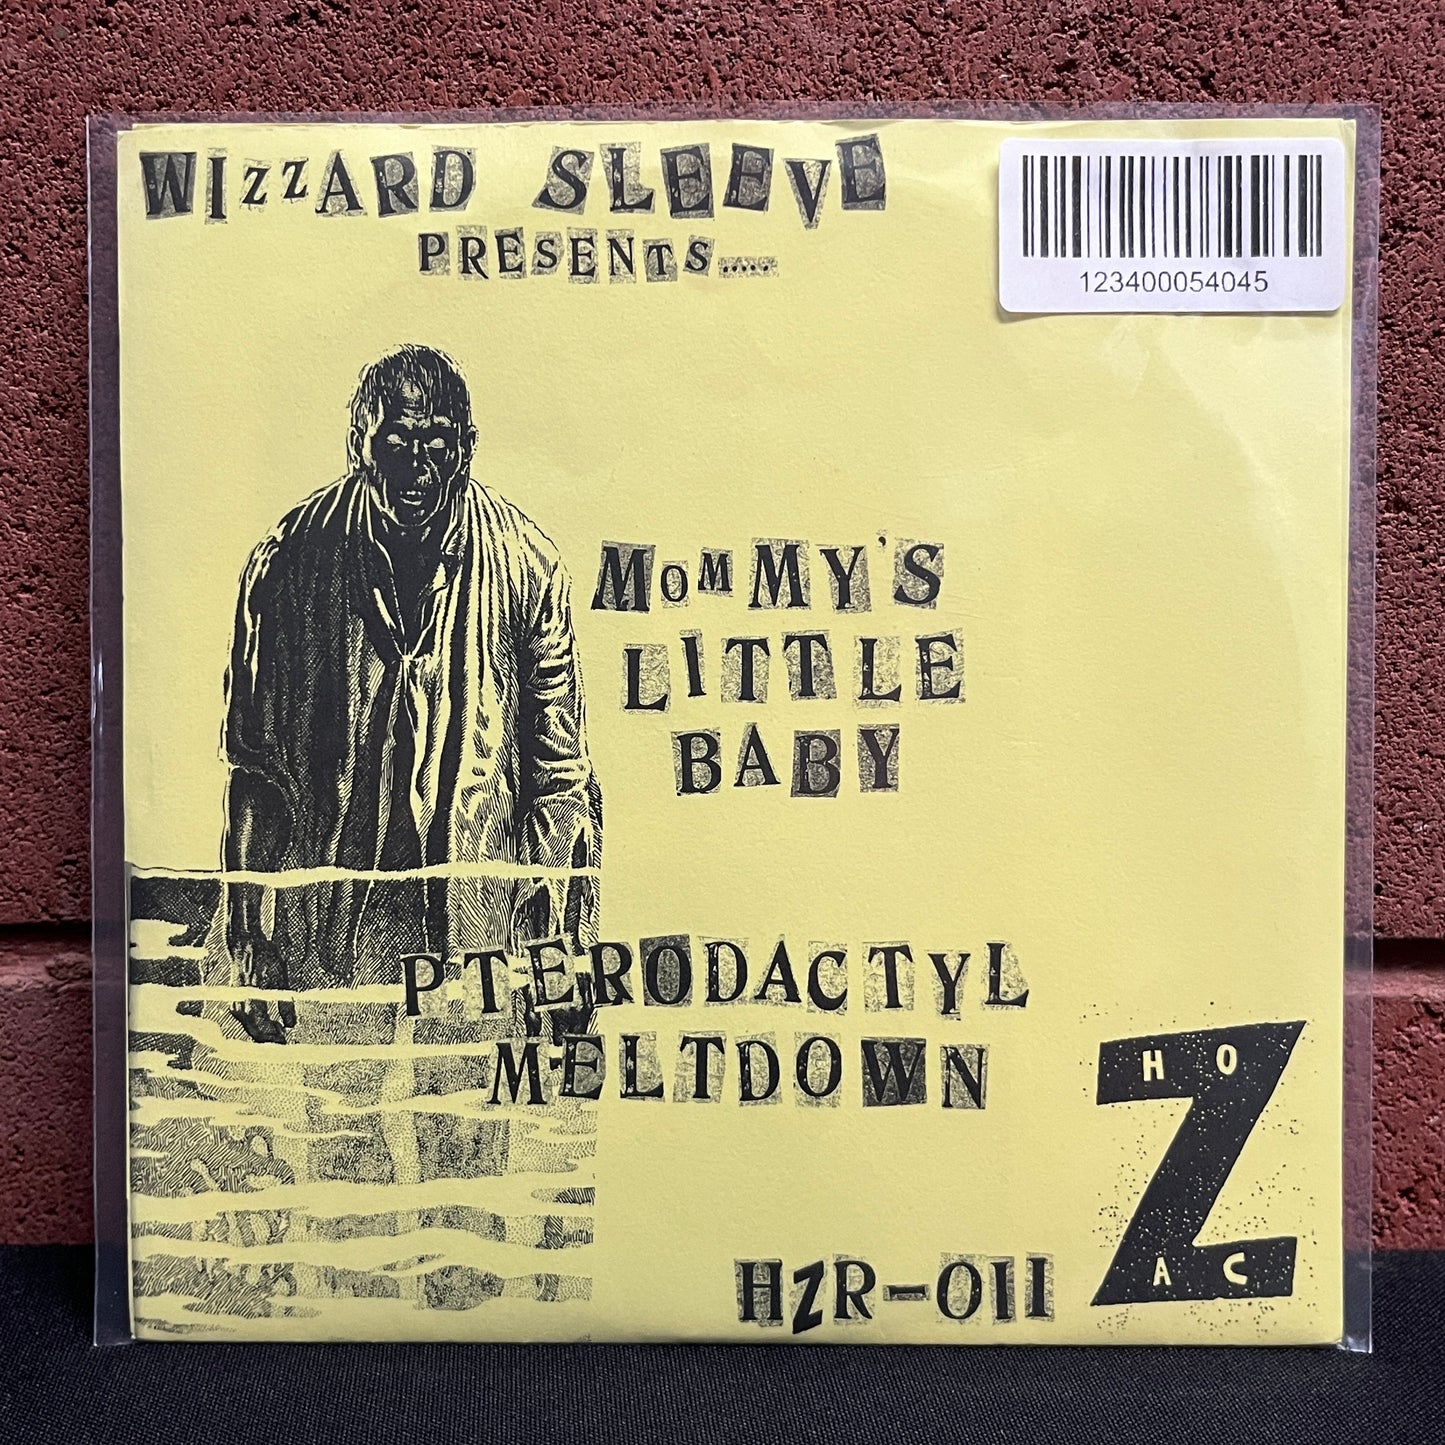 WIZZARD SLEEVE
PRESENTS.....
123400054045
MOMMY'S
LITTLE
BABY
PTERODACTYL
MELTDOWN
HO
Z
AC
HZR-011